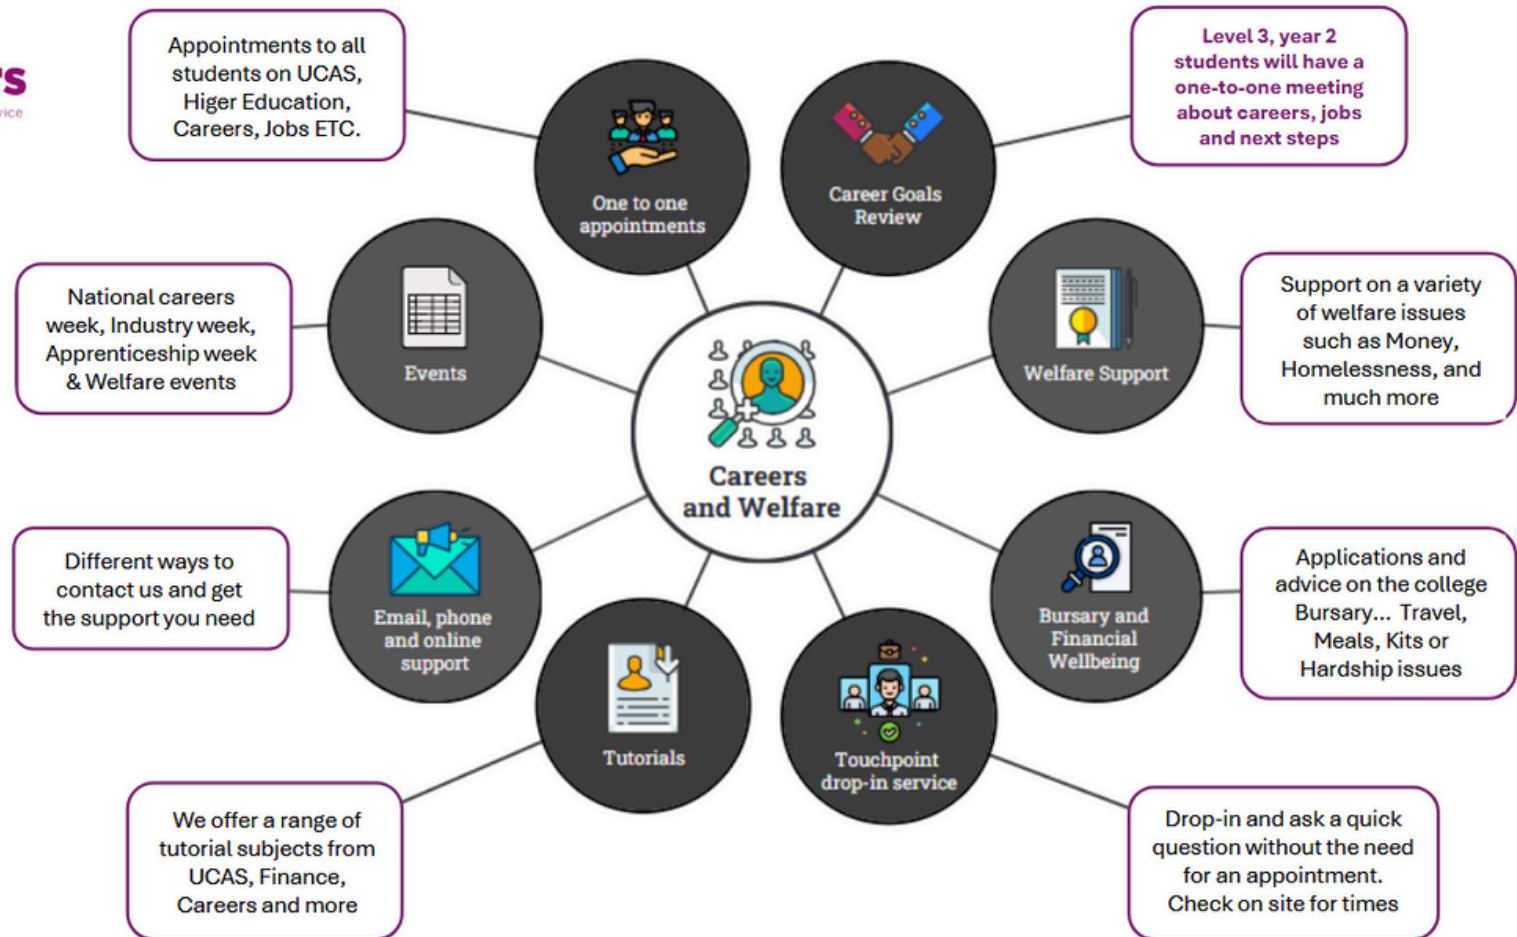 Appointments to all
students on UCAS,
Higer Education,
Careers, Jobs ETC.
One to one
appointments
Career Goals
Review
Level 3, year 2
students will have a
one-to-one meeting
about careers, jobs
and next steps
National careers
week, Industry week,
Apprenticeship week
& Welfare events
Events
Welfare Support
Support on a variety
of welfare issues
such as Money,
Homelessness, and
much more
Careers
and Welfare
Different ways to
contact us and get
the support you need
Email, phone
and online
support
Bursary and
Financial
Wellbeing
Applications and
advice on the college
Bursary... Travel,
Meals, Kits or
Hardship issues
Tutorials
Touchpoint
drop-in service
We offer a range of
tutorial subjects from
UCAS, Finance,
Careers and more
Drop-in and ask a quick
question without the need
for an appointment.
Check on site for times